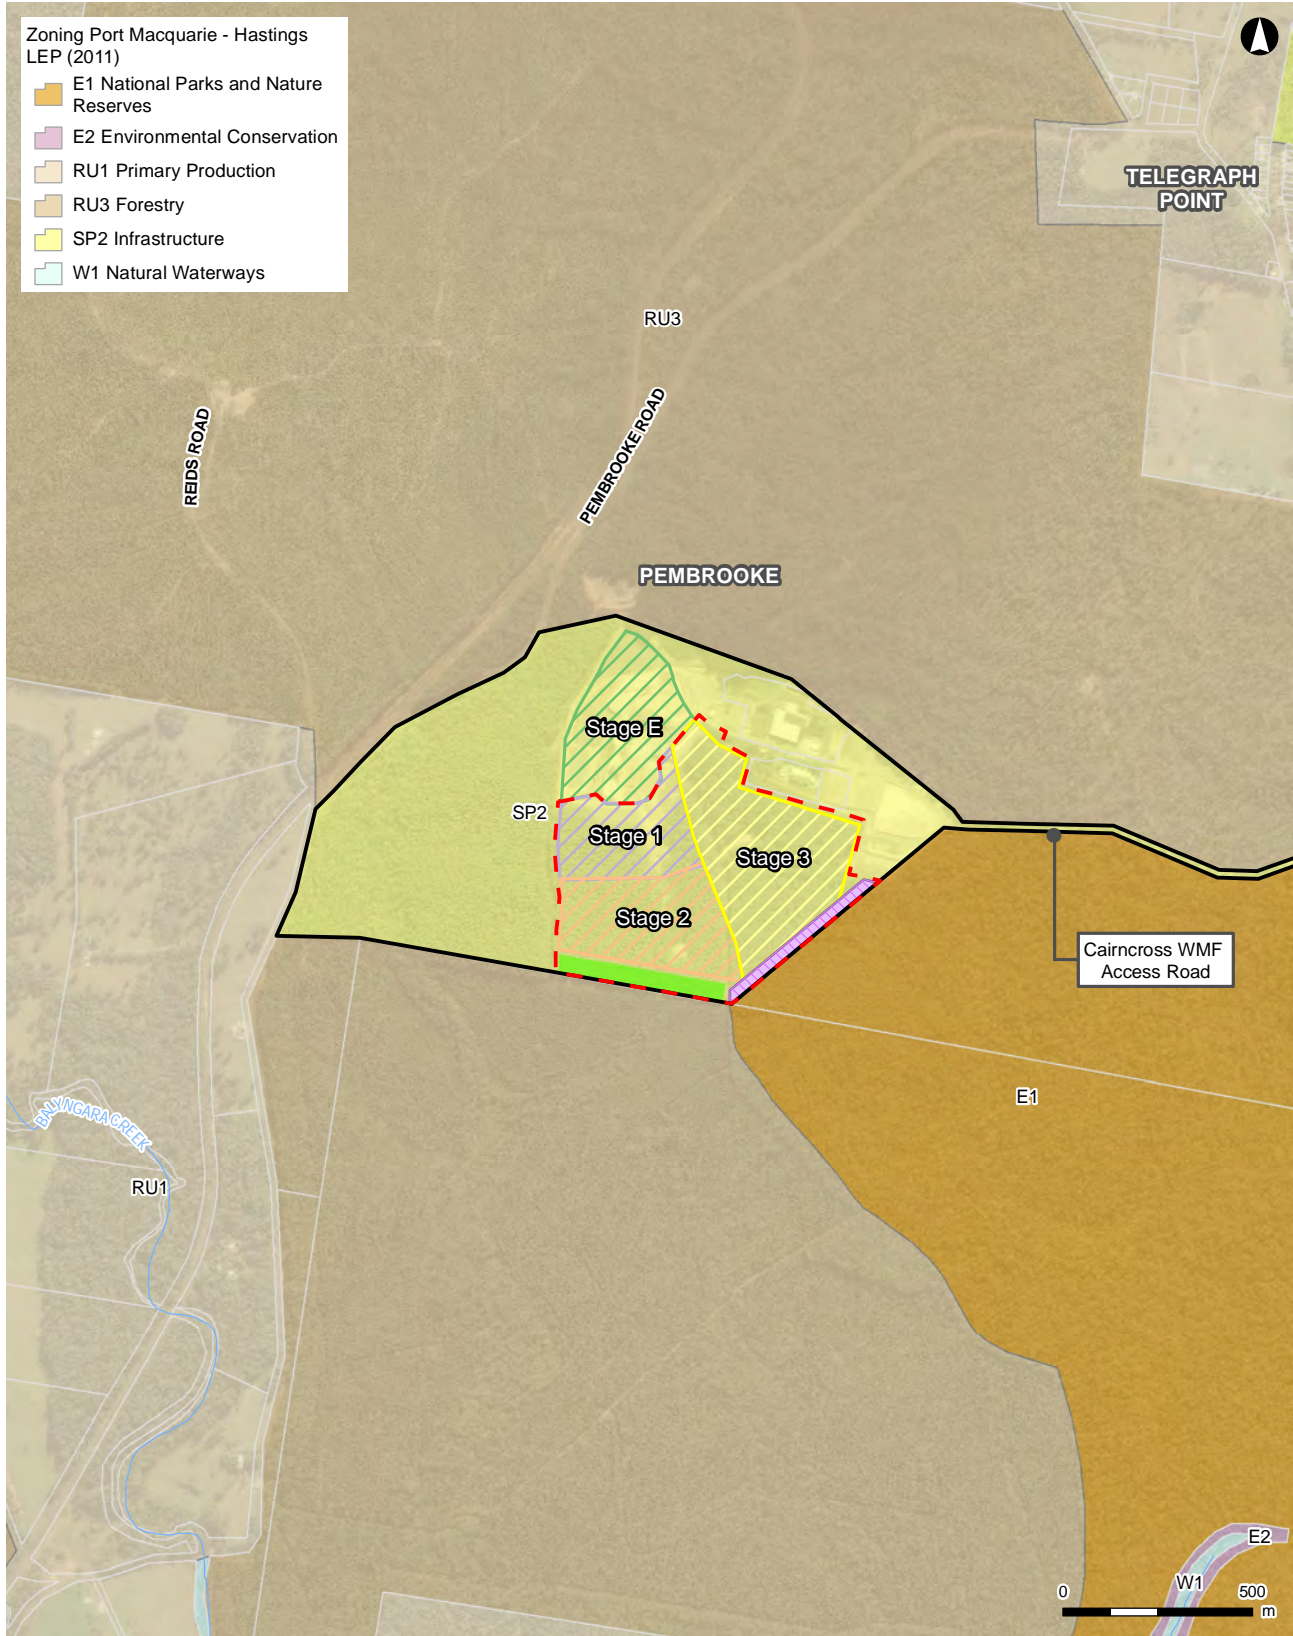 Zoning Port Macquarie - Hastings
LEP (2011)
E1 National Parks and Nature
Reserves
E2 Environmental Conservation
RU1 Primary Production
RU3 Forestry
SP2 Infrastructure
W1 Natural Waterways
TELEGRAPH
POINT
RU3
REIDS ROAD
PEMBROOKE ROAD
PEMBROOKE
Stage E
SP2
Stage 1
Stage 3
Stage 2
Cairncross WMF
Access Road
E1
BALYNGARA CREEK
RU1
E2
W1
0 500
m